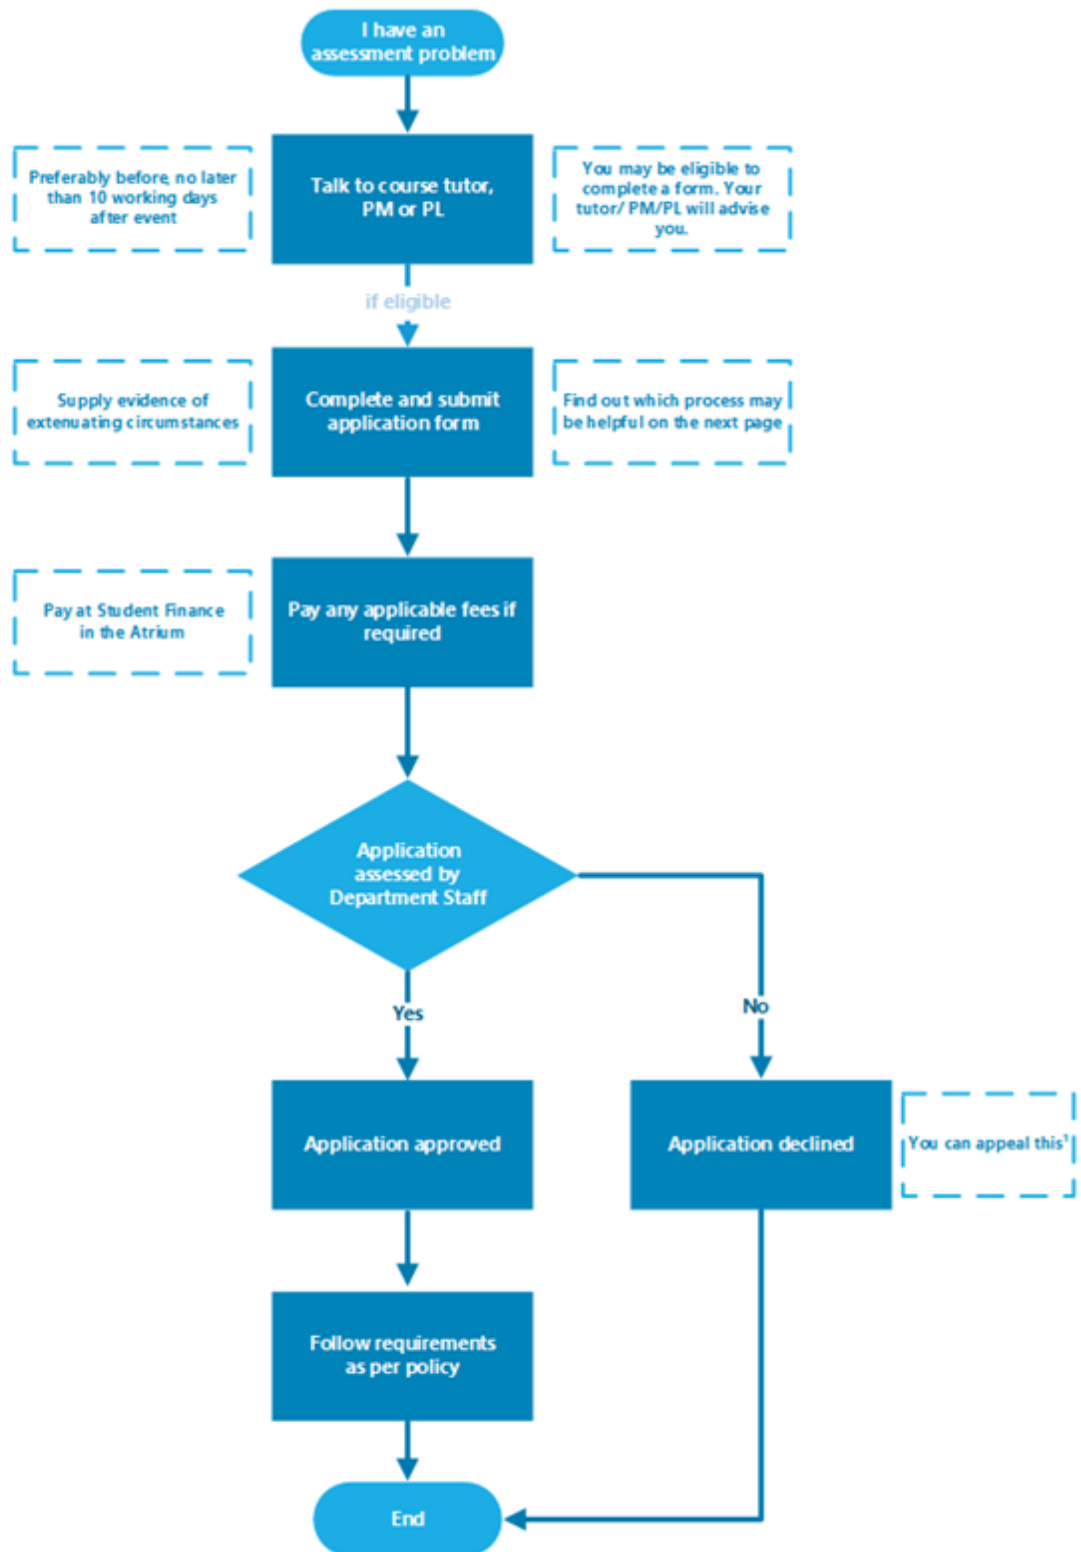 I have an
assessment problem
Preferably before, no later
than 10 working days
after event
Talk to course tutor,
PM or PL
You may be eligible to
complete a form. Your
tutor/ PM/PL will advise
you.
if eligible
Supply evidence of
extenuating circumstances
Complete and submit
application form
Find out which process may
be helpful on the next page
Pay at Student Finance
in the Atrium
Pay any applicable fees if
required
Application
assessed by
Department Staff
Yes
No
Application approved
Application declined
You can appeal this¹
Follow requirements
as per policy
End